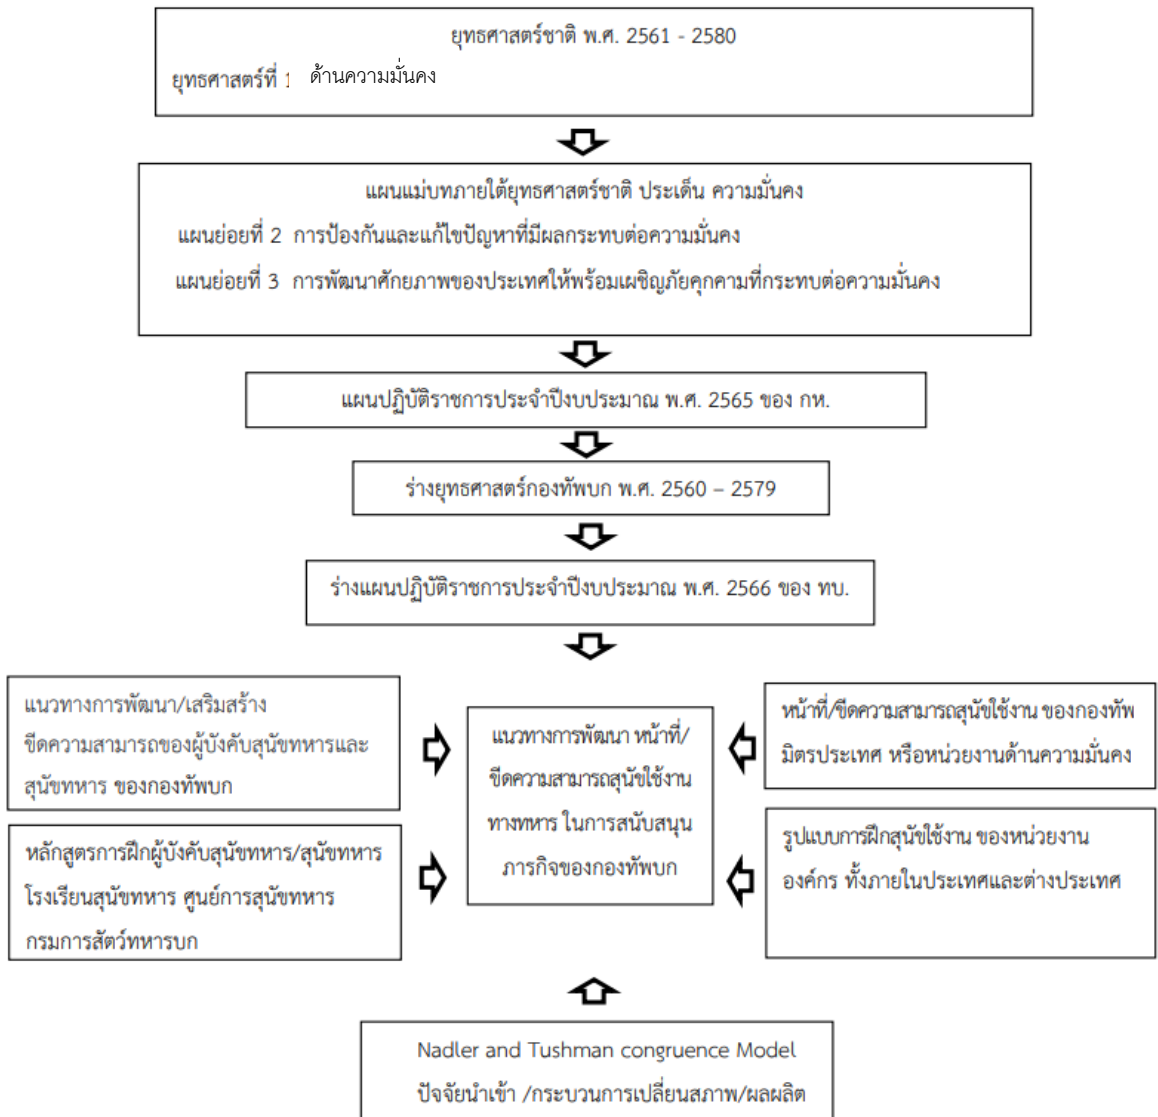 ยุทธศาสตร์ชาติ พ.ศ. 2561 - 2580
ยุทธศาสตร์ที่ 1 ด้านความมั่นคง
แผนแม่บทภายใต้ยุทธศาสตร์ชาติ ประเด็น ความมั่นคง
แผนย่อยที่ 2 การป้องกันและแก้ไขปัญหาที่มีผลกระทบต่อความมั่นคง
แผนย่อยที่ 3 การพัฒนาศักยภาพของประเทศให้พร้อมเผชิญภัยคุกคามที่กระทบต่อความมั่นคง
แผนปฏิบัติราชการประจำปีงบประมาณ พ.ศ. 2565 ของ กห.
ร่างยุทธศาสตร์กองทัพบก พ.ศ. 2560 – 2579
ร่างแผนปฏิบัติราชการประจำปีงบประมาณ พ.ศ. 2566 ของ ทบ.
แนวทางการพัฒนา/เสริมสร้าง
ขีดความสามารถของผู้บังคับสุนัขทหารและ
สุนัขทหาร ของกองทัพบก
หลักสูตรการฝึกผู้บังคับสุนัขทหาร/สุนัขทหาร
โรงเรียนสุนัขทหาร ศูนย์การสุนัขทหาร
กรมการสัตว์ทหารบก
แนวทางการพัฒนา หน้าที่/
ขีดความสามารถสุนัขใช้งาน
ทางทหาร ในการสนับสนุน
ภารกิจของกองทัพบก
หน้าที่/ขีดความสามารถสุนัขใช้งาน ของกองทัพ
มิตรประเทศ หรือหน่วยงานด้านความมั่นคง
รูปแบบการฝึกสุนัขใช้งาน ของหน่วยงาน
องค์กร ทั้งภายในประเทศและต่างประเทศ
Nadler and Tushman congruence Model
ปัจจัยนำเข้า /กระบวนการเปลี่ยนสภาพ/ผลผลิต